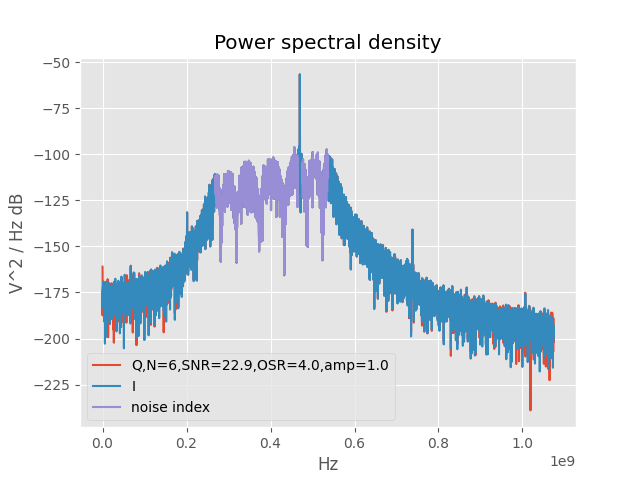 Power spectral density
−50
−75
−100
−125
−150
−175
−200
−225
V^2 / Hz dB
Q,N=6,SNR=22.9,OSR=4.0,amp=1.0
I
noise index
0.0 0.2 0.4 0.6 0.8 1.0
1e9
Hz